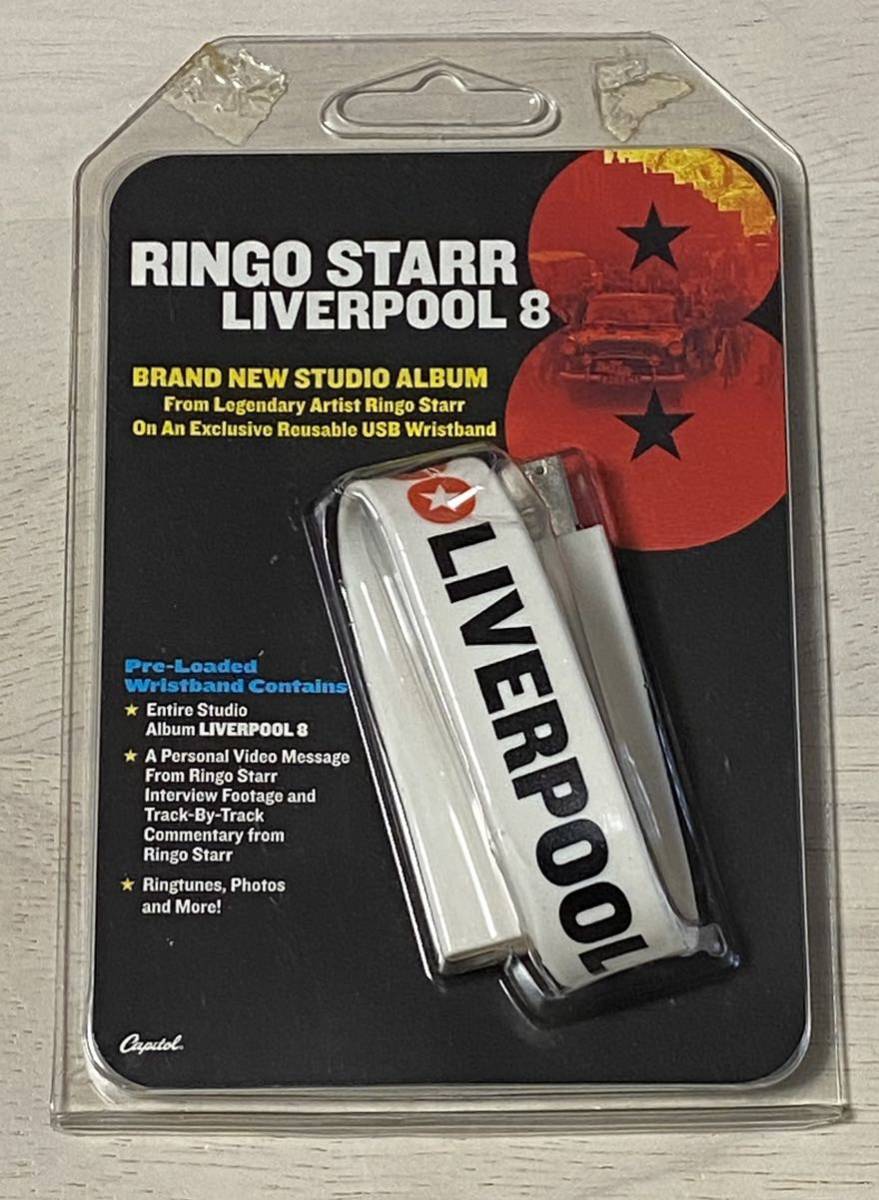 RINGO STARR
LIVERPOOL 8
BRAND NEW STUDIO ALBUM
From Legendary Artist Ringo Starr
On An Exclusive Reusable USB Wristband
LIVERPOOL
Pre-Loaded
Wristband Contains
Entire Studio
Album LIVERPOOL 8
A Personal Video Message
From Ringo Starr
Interview Footage and
Track-By-Track
Commentary from
Ringo Starr
Ringtunes, Photos
and More!
Capitol